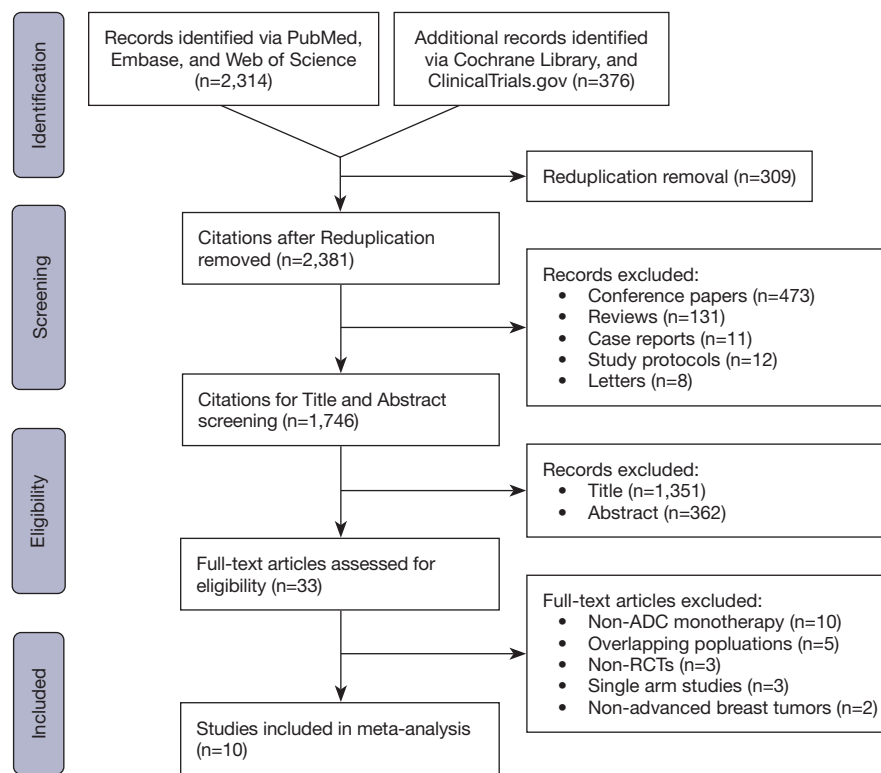 Identification
Records identified via PubMed,
Embase, and Web of Science
(n=2,314)
Additional records identified
via Cochrane Library, and
ClinicalTrials.gov (n=376)
Reduplication removal (n=309)
Screening
Citations after Reduplication
removed (n=2,381)
Records excluded:
• Conference papers (n=473)
• Reviews (n=131)
• Case reports (n=11)
• Study protocols (n=12)
• Letters (n=8)
Citations for Title and Abstract
screening (n=1,746)
Eligibility
Records excluded:
• Title (n=1,351)
• Abstract (n=362)
Full-text articles assessed for
eligibility (n=33)
Full-text articles excluded:
• Non-ADC monotherapy (n=10)
• Overlapping popluations (n=5)
• Non-RCTs (n=3)
• Single arm studies (n=3)
• Non-advanced breast tumors (n=2)
Included
Studies included in meta-analysis
(n=10)